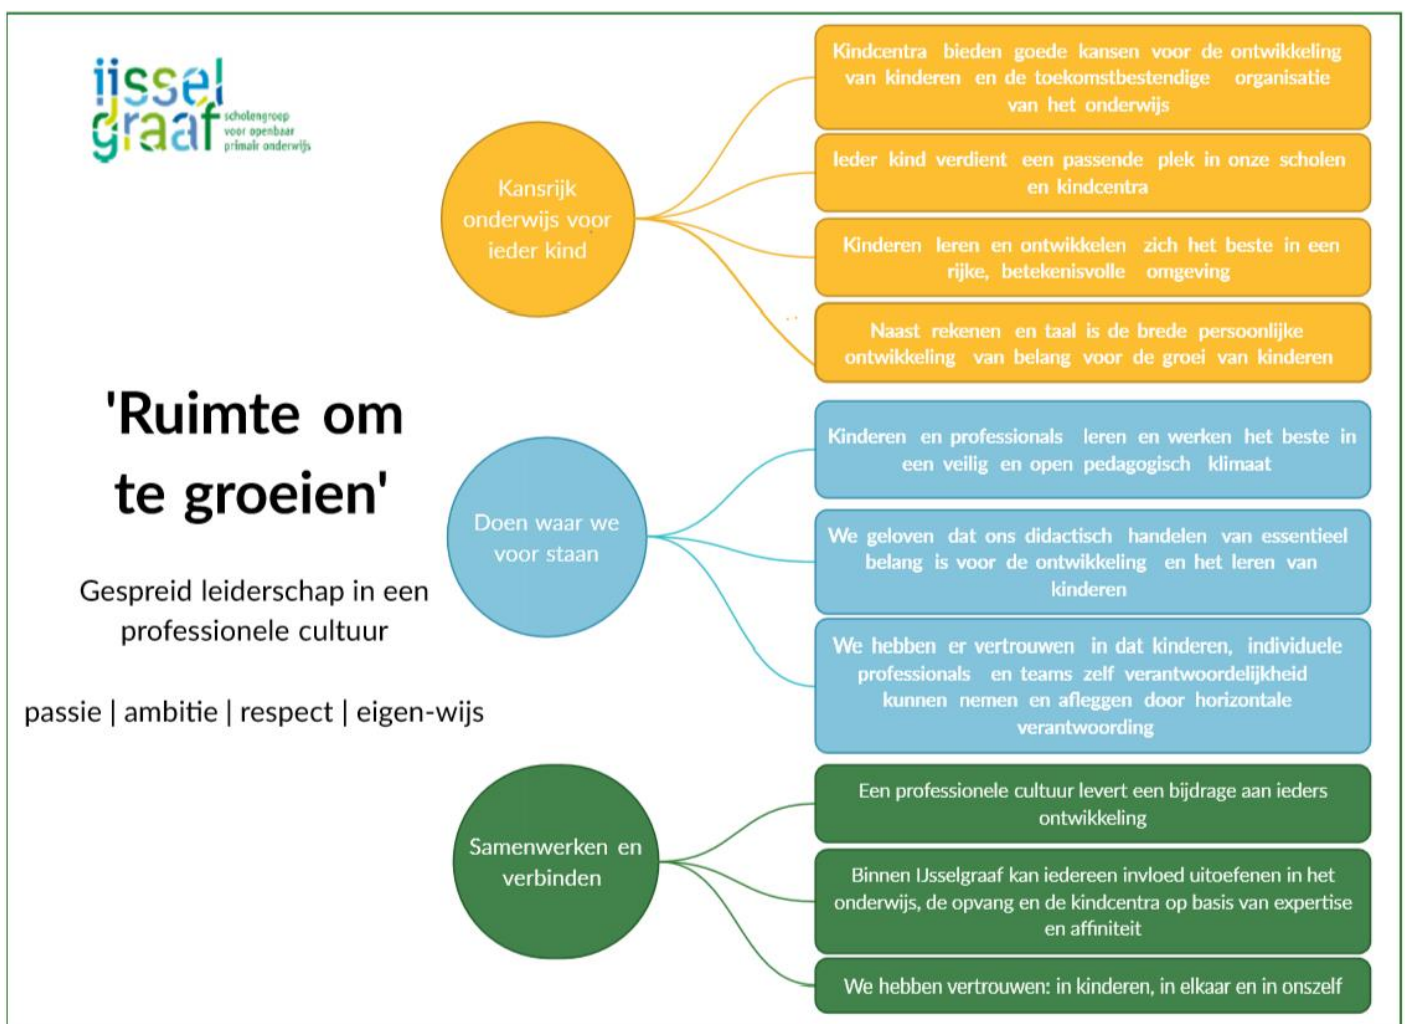 ijssel
graaf
scholengroep
voor openbaar
primair onderwijs
'Ruimte om
te groeien'
Gespreid leiderschap in een
professionele cultuur
passie | ambitie | respect | eigen-wijs
Kansrijk
onderwijs voor
ieder kind
Kindcentra bieden goede kansen voor de ontwikkeling
van kinderen en de toekomstbestendige organisatie
van het onderwijs
Ieder kind verdient een passende plek in onze scholen
en kindcentra
Kinderen leren en ontwikkelen zich het beste in een
rijke, betekenisvolle omgeving
Naast rekenen en taal is de brede persoonlijke
ontwikkeling van belang voor de groei van kinderen
Doen waar we
voor staan
Kinderen en professionals leren en werken het beste in
een veilig en open pedagogisch klimaat
We geloven dat ons didactisch handelen van essentieel
belang is voor de ontwikkeling en het leren van
kinderen
We hebben er vertrouwen in dat kinderen, individuele
professionals en teams zelf verantwoordelijkheid
kunnen nemen en afleggen door horizontale
verantwoording
Samenwerken en
verbinden
Een professionele cultuur levert een bijdrage aan ieders
ontwikkeling
Binnen IJsselgraaf kan iedereen invloed uitoefenen in het
onderwijs, de opvang en de kindcentra op basis van expertise
en affiniteit
We hebben vertrouwen: in kinderen, in elkaar en in onszelf